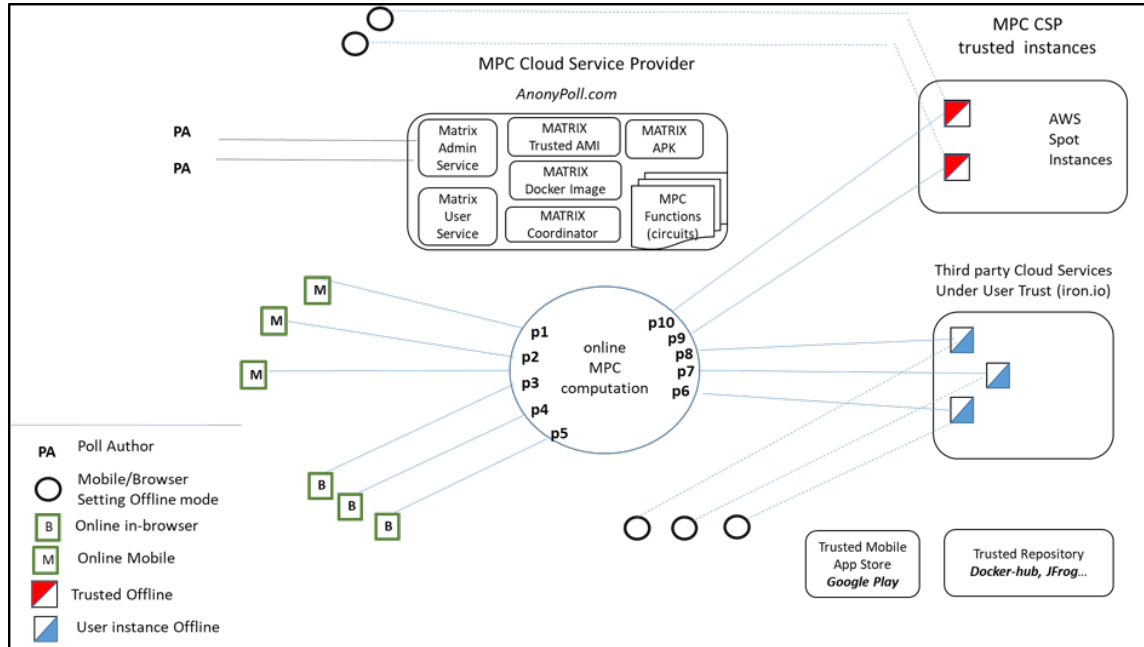 MPC CSP
trusted instances
MPC Cloud Service Provider
AnonyPoll.com
PA
PA
Matrix
Admin
Service
MATRIX
Trusted AMI
MATRIX
APK
MATRIX
Docker Image
Matrix
User
Service
MATRIX
Coordinator
MPC
Functions
(circuits)
AWS
Spot
Instances
Third party Cloud Services
Under User Trust (iron.io)
M
M
M
p1
p2
p3
p4
p5
online
MPC
computation
p10
p9
p8
p7
p6
B
B
B
PA Poll Author
Mobile/Browser
Setting Offline mode
B Online in-browser
M Online Mobile
Trusted Offline
User instance Offline
Trusted Mobile
App Store
Google Play
Trusted Repository
Docker-hub, JFrog...